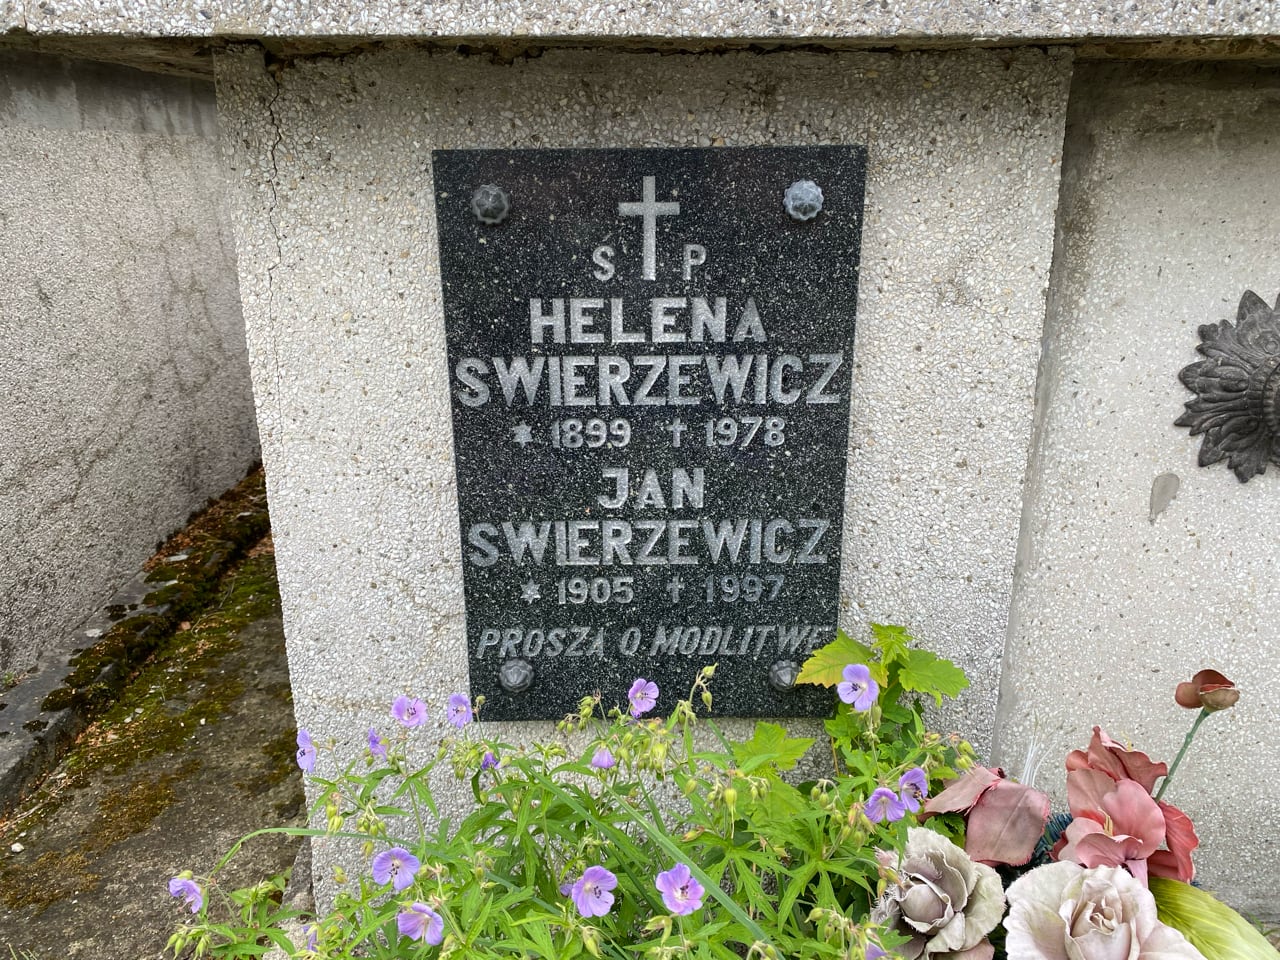 Ś P
HELENA
SWIERZEWICZ
* 1899 † 1978
JAN
SWIERZEWICZ
* 1905 † 1997
PROSZĄ O MODLITWĘ